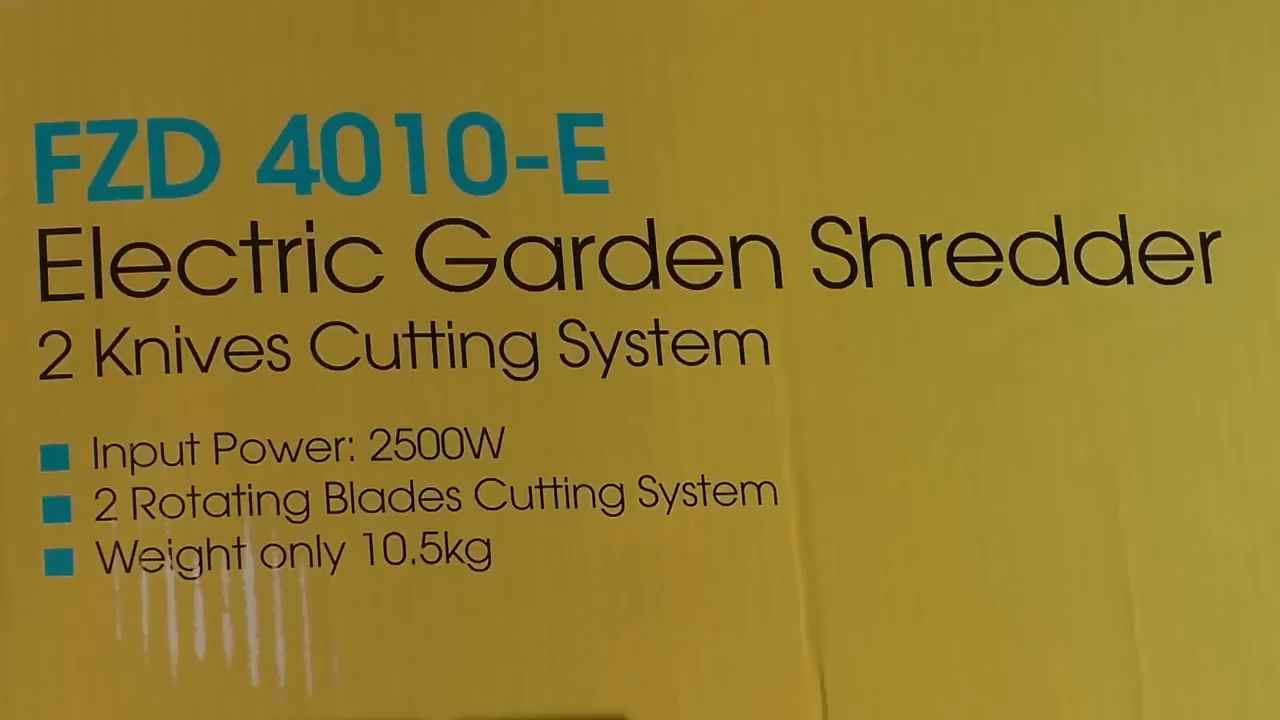 FZD 4010-E
Electric Garden Shredder
2 Knives Cutting System
Input Power: 2500W
2 Rotating Blades Cutting System
Weight only 10.5kg